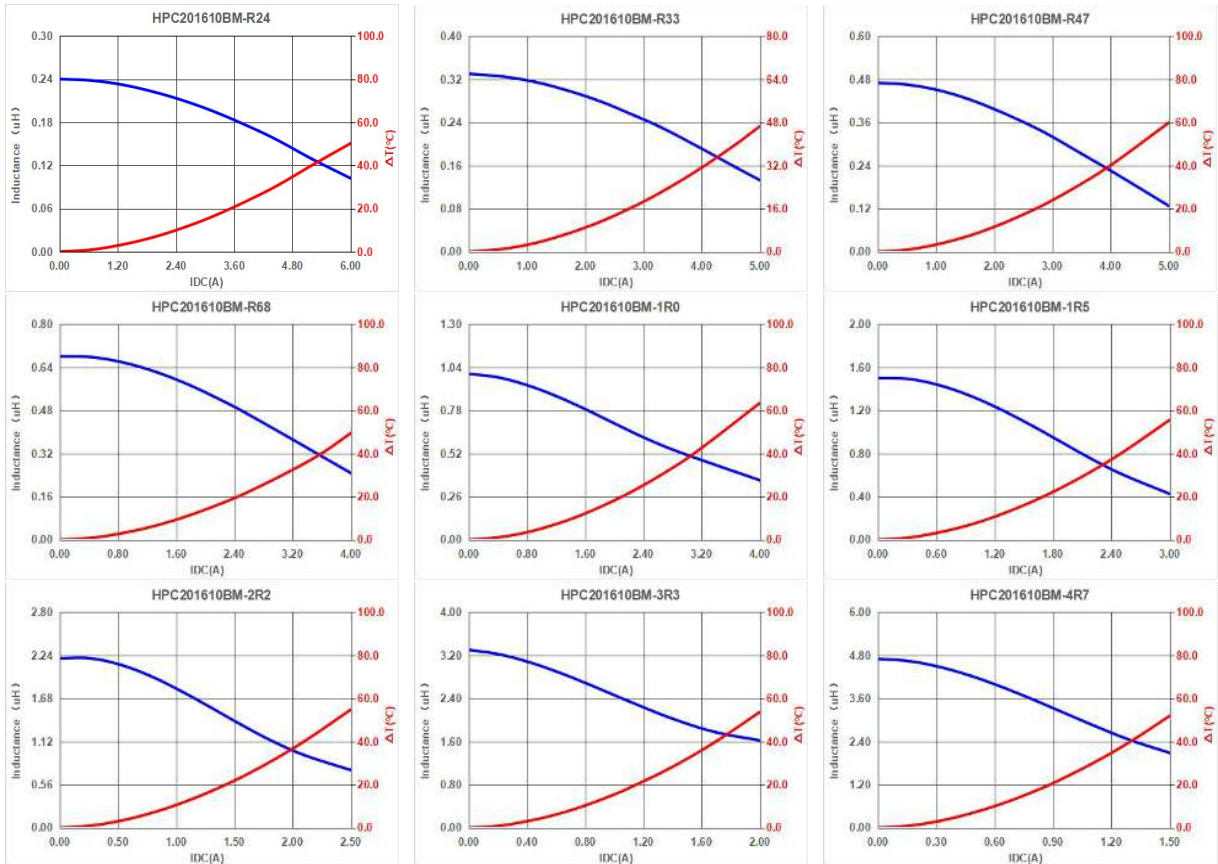 HPC201610BM-R24
0.30 100.0
0.24 80.0
0.18 60.0
0.12 40.0
0.06 20.0
0.00 0.0
0.00 1.20 2.40 3.60 4.80 6.00
IDC(A)
Inductance (uH)
ΔT(℃)
HPC201610BM-R33
0.40 80.0
0.32 64.0
0.24 48.0
0.16 32.0
0.08 16.0
0.00 0.0
0.00 1.00 2.00 3.00 4.00 5.00
IDC(A)
Inductance (uH)
ΔT(℃)
HPC201610BM-R47
0.60 100.0
0.48 80.0
0.36 60.0
0.24 40.0
0.12 20.0
0.00 0.0
0.00 1.00 2.00 3.00 4.00 5.00
IDC(A)
Inductance (uH)
ΔT(℃)
HPC201610BM-R68
0.80 100.0
0.64 80.0
0.48 60.0
0.32 40.0
0.16 20.0
0.00 0.0
0.00 0.80 1.60 2.40 3.20 4.00
IDC(A)
Inductance (uH)
ΔT(℃)
HPC201610BM-1R0
1.30 100.0
1.04 80.0
0.78 60.0
0.52 40.0
0.26 20.0
0.00 0.0
0.00 0.80 1.60 2.40 3.20 4.00
IDC(A)
Inductance (uH)
ΔT(℃)
HPC201610BM-1R5
2.00 100.0
1.60 80.0
1.20 60.0
0.80 40.0
0.40 20.0
0.00 0.0
0.00 0.60 1.20 1.80 2.40 3.00
IDC(A)
Inductance (uH)
ΔT(℃)
HPC201610BM-2R2
2.80 100.0
2.24 80.0
1.68 60.0
1.12 40.0
0.56 20.0
0.00 0.0
0.00 0.50 1.00 1.50 2.00 2.50
IDC(A)
Inductance (uH)
ΔT(℃)
HPC201610BM-3R3
4.00 100.0
3.20 80.0
2.40 60.0
1.60 40.0
0.80 20.0
0.00 0.0
0.00 0.40 0.80 1.20 1.60 2.00
IDC(A)
Inductance (uH)
ΔT(℃)
HPC201610BM-4R7
6.00 100.0
4.80 80.0
3.60 60.0
2.40 40.0
1.20 20.0
0.00 0.0
0.00 0.30 0.60 0.90 1.20 1.50
IDC(A)
Inductance (uH)
ΔT(℃)